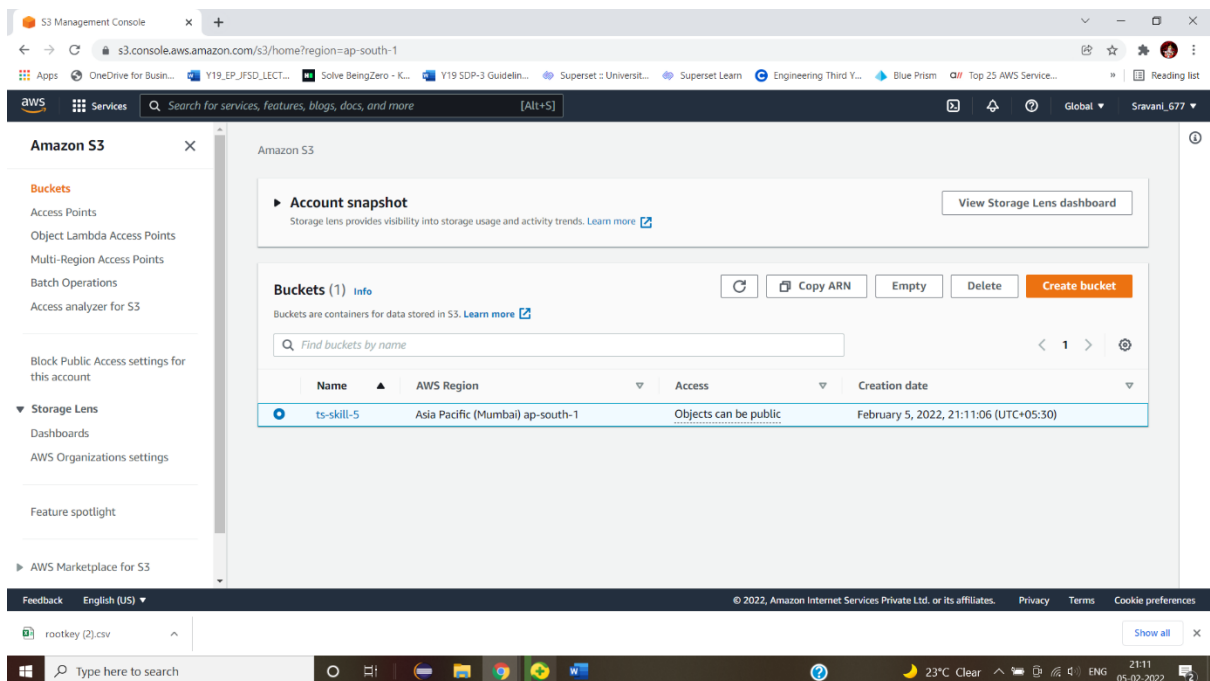 S3 Management Console
s3.console.aws.amazon.com/s3/home?region=ap-south-1
Apps OneDrive for Busin... Y19_EP_JFSD_LECT... Solve BeingZero - K... Y19 SDP-3 Guidelin... Superset :: Universit... Superset Learn Engineering Third Y... Blue Prism Top 25 AWS Service... » Reading list
aws Services Search for services, features, blogs, docs, and more [Alt+S] Global Sravani_677
Amazon S3
Buckets
Access Points
Object Lambda Access Points
Multi-Region Access Points
Batch Operations
Access analyzer for S3
Block Public Access settings for
this account
Storage Lens
Dashboards
AWS Organizations settings
Feature spotlight
AWS Marketplace for S3
Amazon S3
Account snapshot View Storage Lens dashboard
Storage lens provides visibility into storage usage and activity trends. Learn more
Buckets (1) Info Copy ARN Empty Delete Create bucket
Buckets are containers for data stored in S3. Learn more
Find buckets by name 1
Name AWS Region Access Creation date
ts-skill-5 Asia Pacific (Mumbai) ap-south-1 Objects can be public February 5, 2022, 21:11:06 (UTC+05:30)
Feedback English (US) © 2022, Amazon Internet Services Private Ltd. or its affiliates. Privacy Terms Cookie preferences
rootkey (2).csv Show all
Type here to search 23°C Clear ENG 21:11
05-02-2022